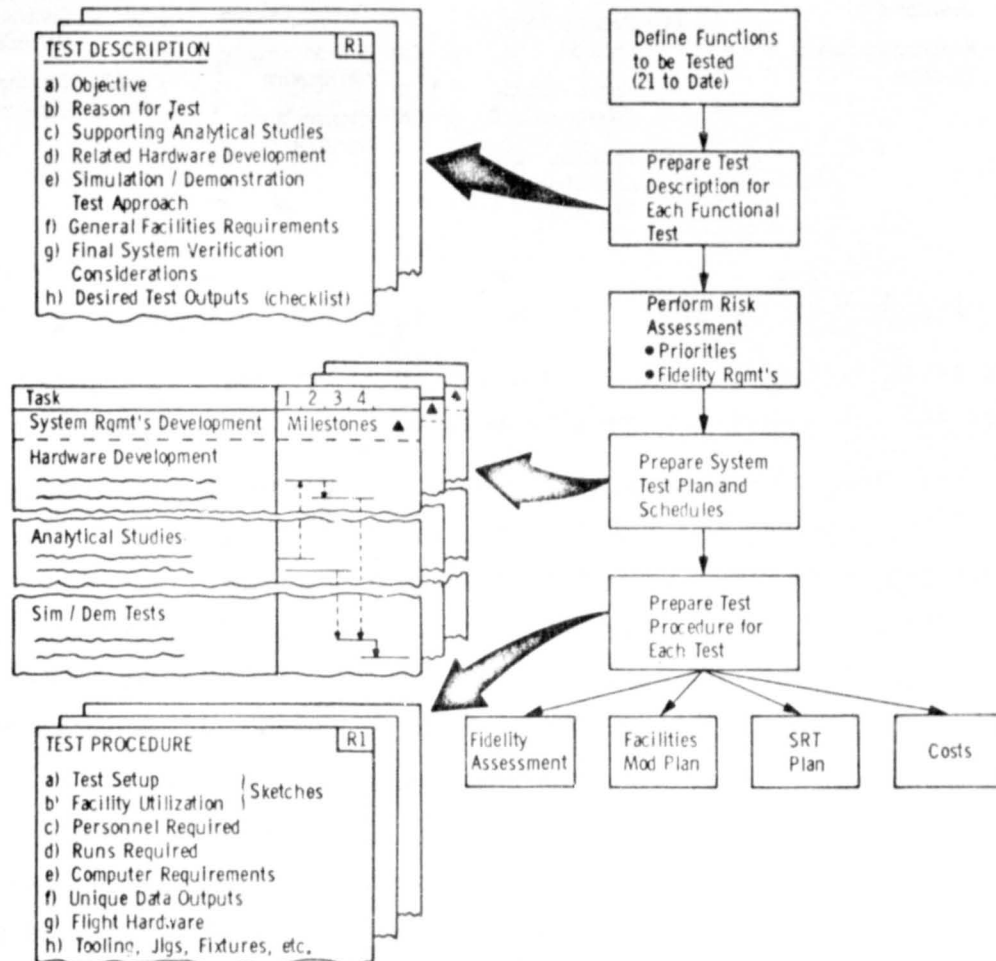 TEST DESCRIPTION R1
a) Objective
b) Reason for Test
c) Supporting Analytical Studies
d) Related Hardware Development
e) Simulation / Demonstration
Test Approach
f) General Facilities Requirements
g) Final System Verification
Considerations
h) Desired Test Outputs (checklist)
Define Functions
to be Tested
(21 to Date)
Prepare Test
Description for
Each Functional
Test
Perform Risk
Assessment
• Priorities
• Fidelity Rqmt's
Task 1 2 3 4
System Rqmt's Development Milestones
Hardware Development
Analytical Studies
Sim / Dem Tests
Prepare System
Test Plan and
Schedules
Prepare Test
Procedure for
Each Test
Fidelity
Assessment
Facilities
Mod Plan
SRT
Plan
Costs
TEST PROCEDURE R1
a) Test Setup
b) Facility Utilization
Sketches
c) Personnel Required
d) Runs Required
e) Computer Requirements
f) Unique Data Outputs
g) Flight Hardware
h) Tooling, Jigs, Fixtures, etc.